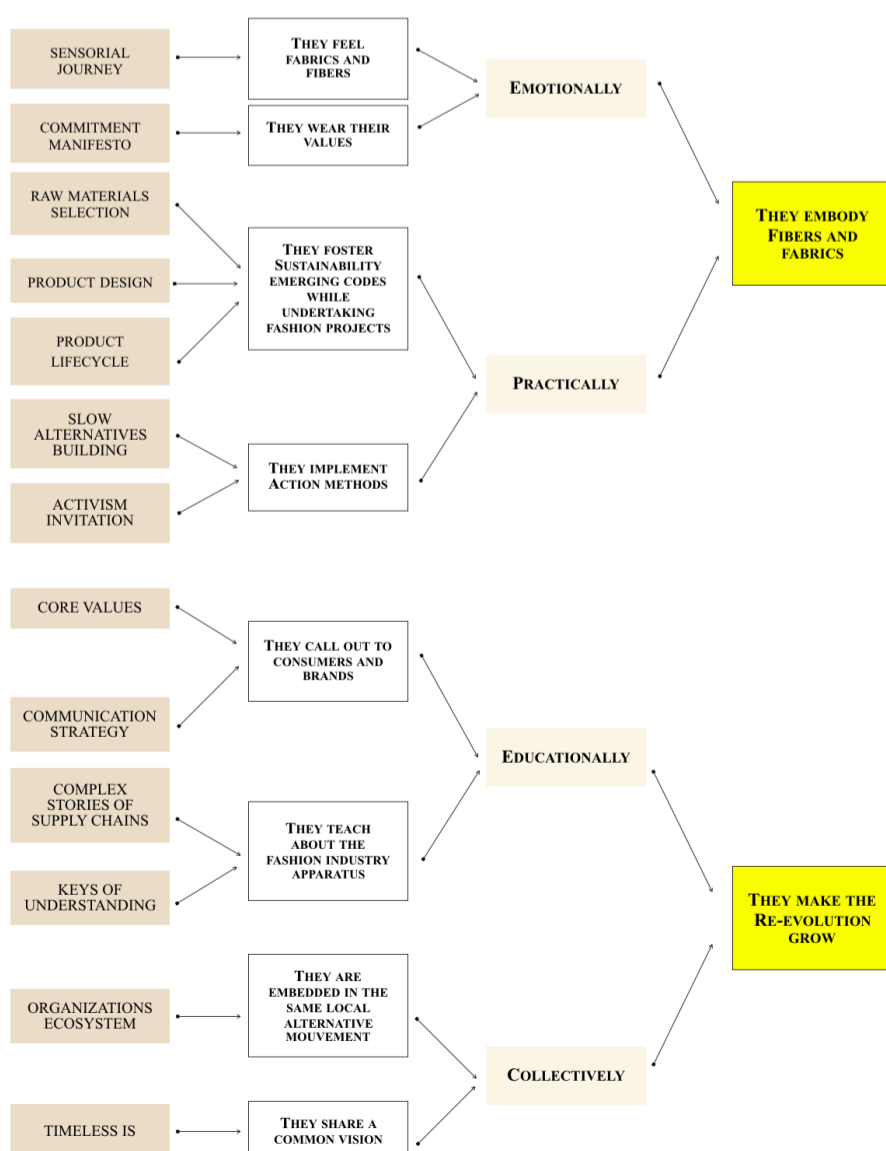 SENSORIAL
JOURNEY
THEY FEEL
FABRICS AND
FIBERS
EMOTIONALLY
COMMITMENT
MANIFESTO
THEY WEAR THEIR
VALUES
RAW MATERIALS
SELECTION
THEY EMBODY
FIBERS AND
FABRICS
PRODUCT DESIGN
THEY FOSTER
SUSTAINABILITY
EMERGING CODES
WHILE
UNDERTAKING
FASHION PROJECTS
PRODUCT
LIFECYCLE
PRACTICALLY
SLOW
ALTERNATIVES
BUILDING
THEY IMPLEMENT
ACTION METHODS
ACTIVISM
INVITATION
CORE VALUES
THEY CALL OUT TO
CONSUMERS AND
BRANDS
COMMUNICATION
STRATEGY
EDUCATIONALLY
COMPLEX
STORIES OF
SUPPLY CHAINS
THEY TEACH
ABOUT THE
FASHION INDUSTRY
APPARATUS
KEYS OF
UNDERSTANDING
THEY MAKE THE
RE-EVOLUTION
GROW
ORGANIZATIONS
ECOSYSTEM
THEY ARE
EMBEDDED IN THE
SAME LOCAL
ALTERNATIVE
MOUVEMENT
COLLECTIVELY
TIMELESS IS
THEY SHARE A
COMMON VISION